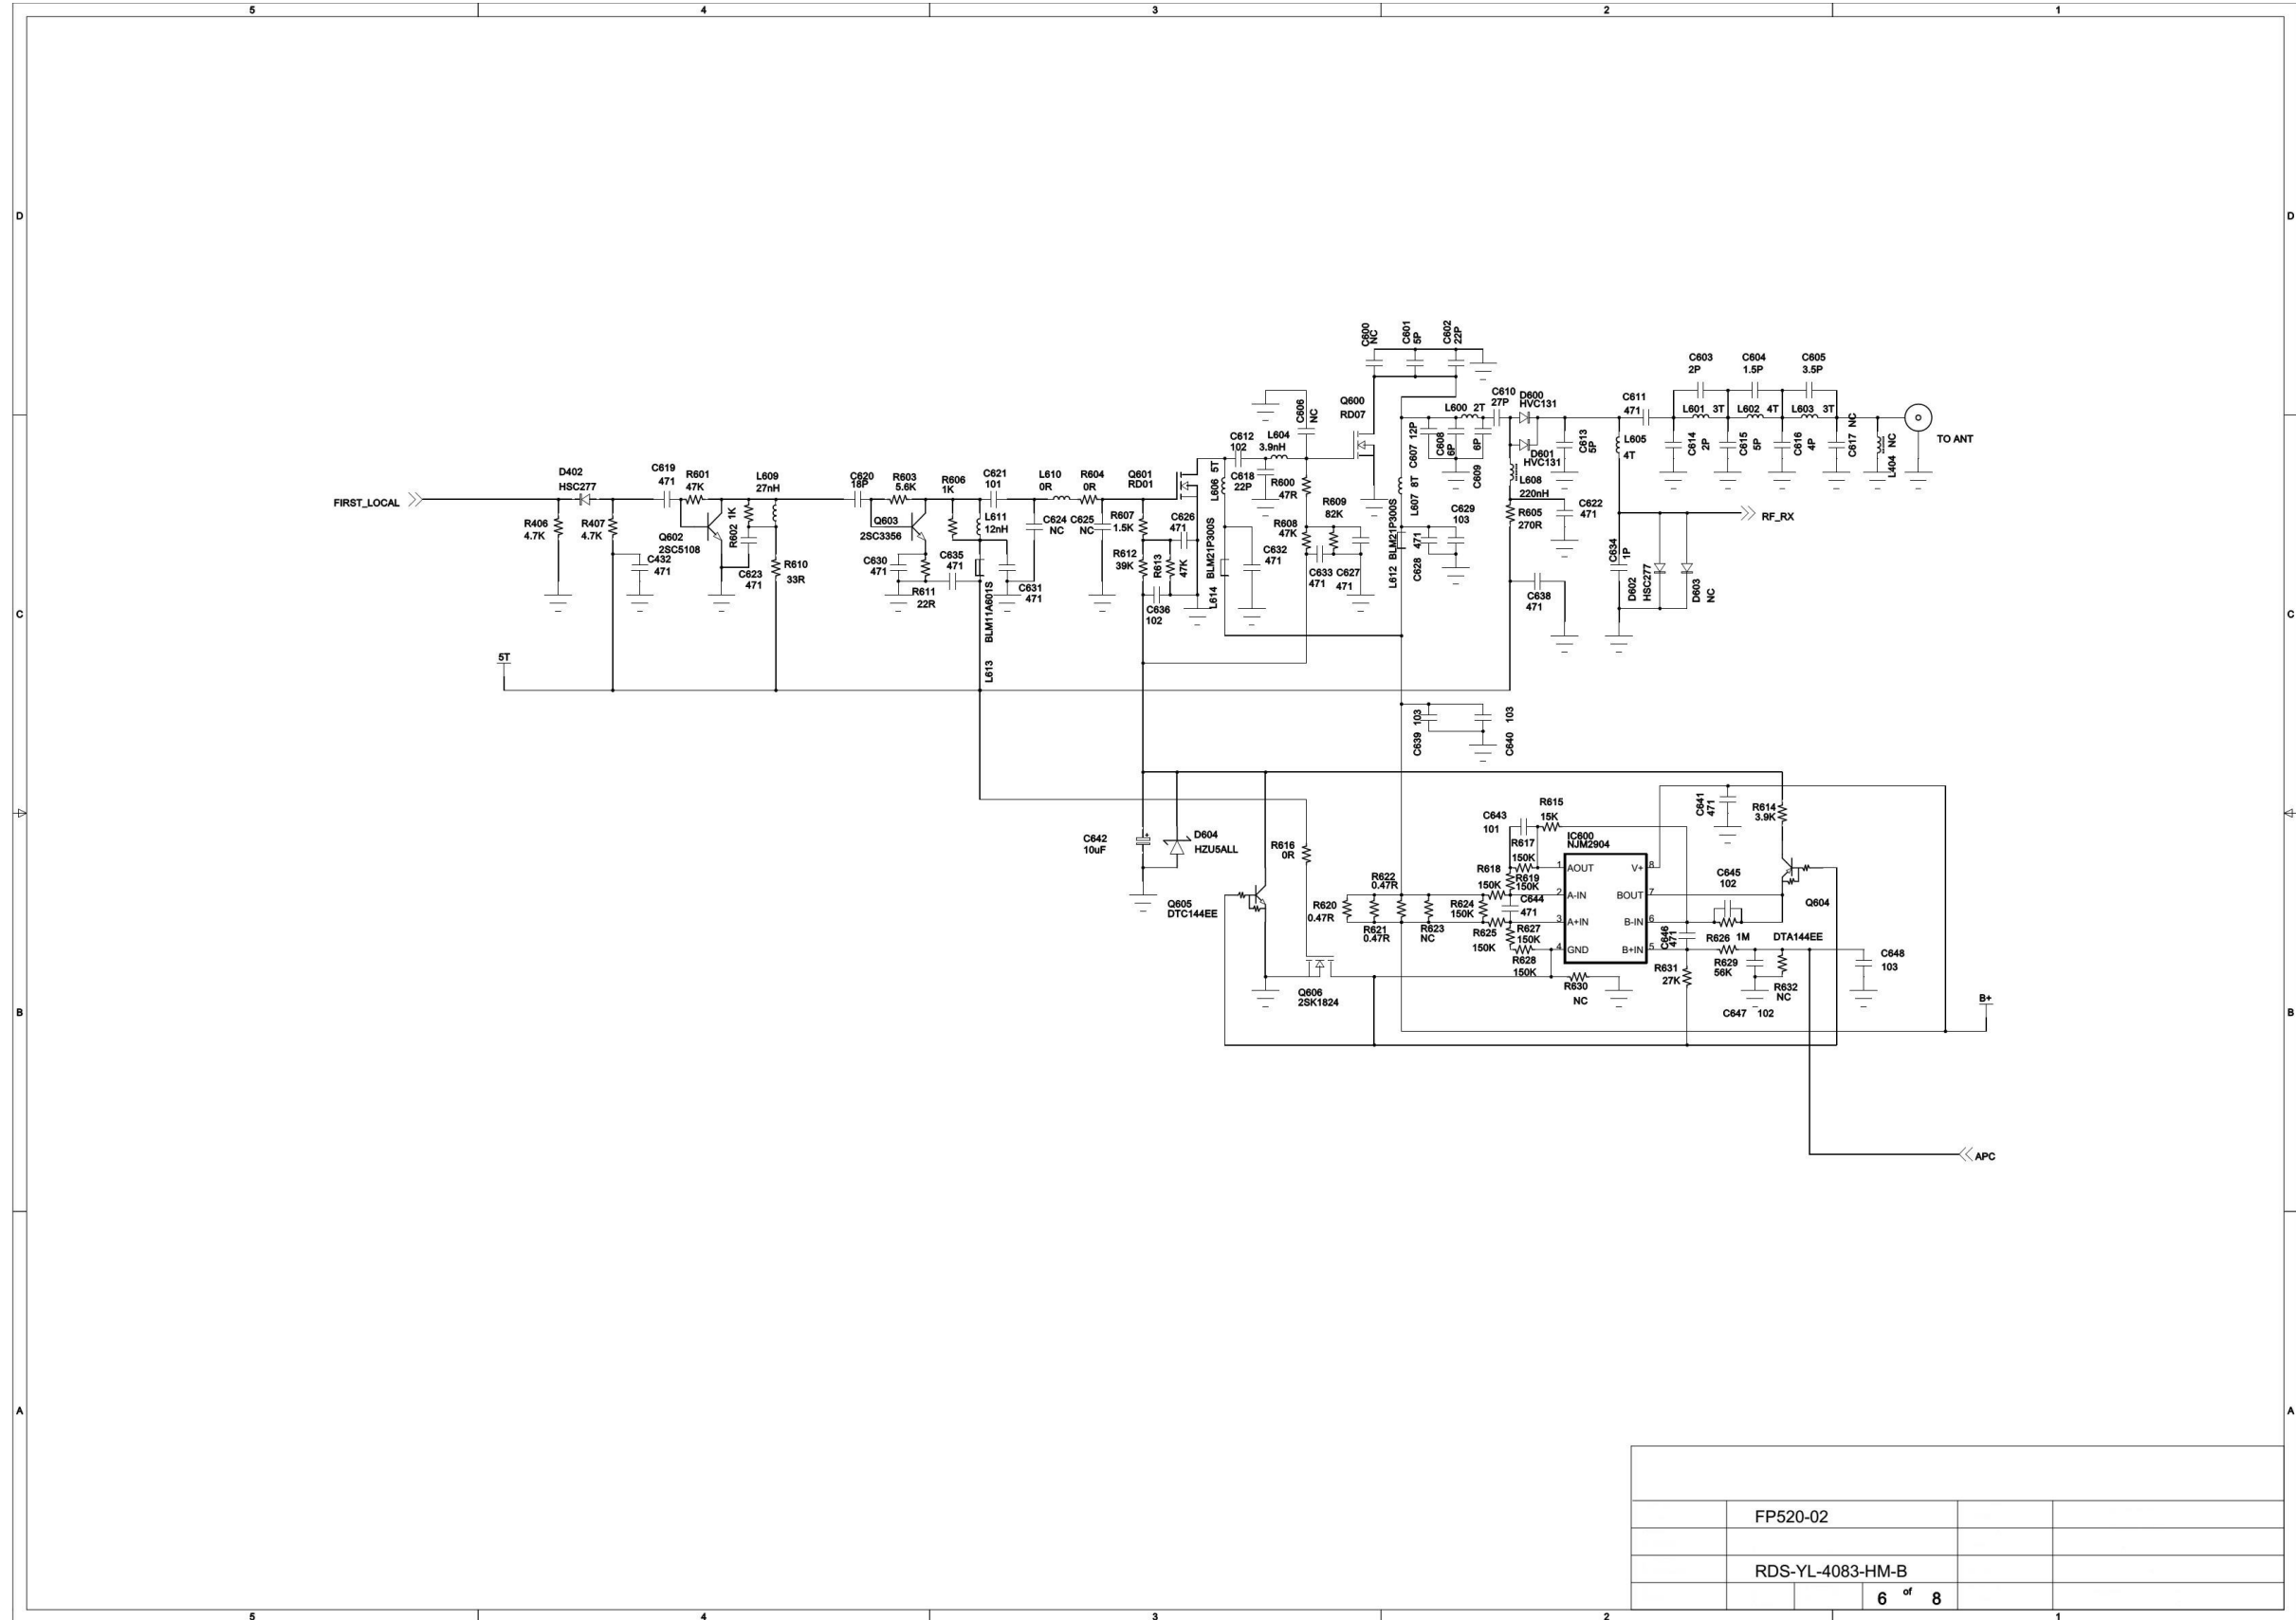 5 4 3 2 1
D D
C600 NC
C601 5P
C602 22P
C603 2P
C604 1.5P
C605 3.5P
Q600 RD07
C606 NC
C610 27P
D600 HVC131
C611 471
L600 2T
L601 3T
L602 4T
L603 3T
C607 12P
C608 6P
C609 6P
D601 HVC131
C613 5P
L605 4T
C614 2P
C615 5P
C616 4P
C617 NC
L404 NC
TO ANT
C612 102
L604 3.9nH
C618 22P
L606 5T
R600 47R
L607 8T
L608 220nH
FIRST_LOCAL
D402 HSC277
C619 471
R601 47K
L609 27nH
C620 18P
R603 5.6K
R606 1K
C621 101
L610 0R
R604 0R
Q601 RD01
R406 4.7K
R407 4.7K
Q602 2SC5108
R602 1K
Q603 2SC3356
L611 12nH
C624 NC
C625 NC
R607 1.5K
C626 471
R609 82K
R608 47K
C629 103
C622 471
R605 270R
RF_RX
C432 471
C623 471
R610 33R
C630 471
C635 471
R611 22R
C631 471
R612 39K
R613 47K
C636 102
L614 BLM21P300S
C632 471
C633 471
C627 471
L612 BLM21P300S
C628 471
C638 471
C634 1P
D602 HSC277
D603 NC
C C
L613 BLM11A601S
5T
C639 103
C640 103
C642 10uF
D604 HZU5ALL
R616 0R
C643 101
R615 15K
C641 471
R614 3.9K
IC600 NJM2904
R617 150K
R618 150K
R619 150K
1 AOUT V+ 8
2 A-IN BOUT 7
3 A+IN B-IN 6
4 GND B+IN 5
C645 102
Q604 DTA144EE
Q605 DTC144EE
R620 0.47R
R622 0.47R
R621 0.47R
R623 NC
R624 150K
C644 471
R625 150K
R627 150K
R628 150K
C646 471
R626 1M
R629 56K
R631 27K
R632 NC
C648 103
R630 NC
C647 102
Q606 2SK1824
B B
B+
APC
A A
FP520-02
RDS-YL-4083-HM-B
6 of 8
5 4 3 2 1